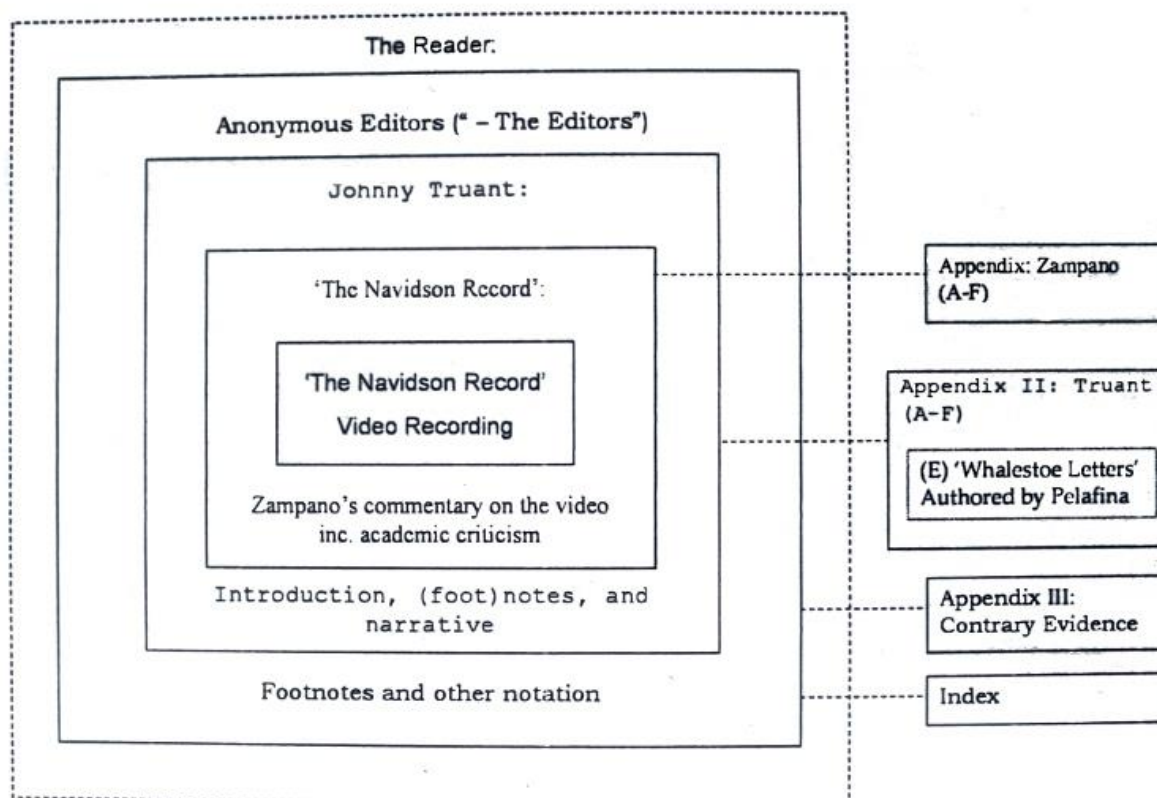 The Reader:
Anonymous Editors (“ – The Editors”)
Johnny Truant:
‘The Navidson Record’:
‘The Navidson Record’
Video Recording
Zampano’s commentary on the video
inc. academic criticism
Introduction, (foot)notes, and
narrative
Footnotes and other notation
Appendix: Zampano
(A-F)
Appendix II: Truant
(A-F)
(E) ‘Whalestoe Letters’
Authored by Pelafina
Appendix III:
Contrary Evidence
Index